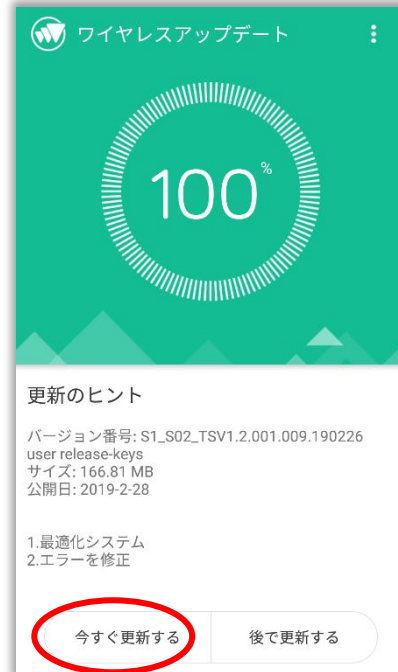 ワイヤレスアップデート
100%
更新のヒント
バージョン番号: S1_S02_TSV1.2.001.009.190226
user release-keys
サイズ: 166.81 MB
公開日: 2019-2-28
1.最適化システム
2.エラーを修正
今すぐ更新する 後で更新する